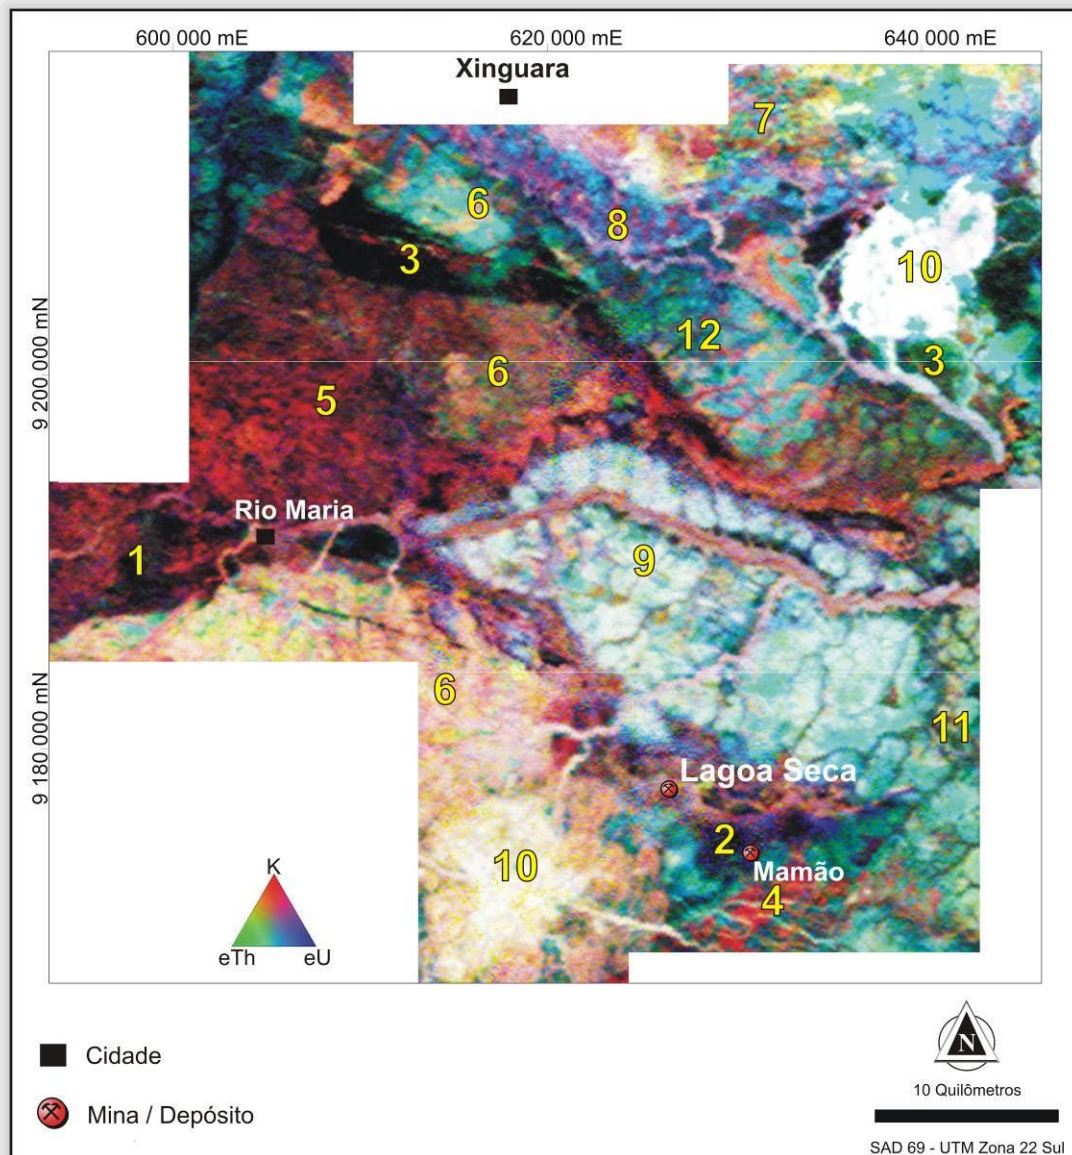 600 000 mE
620 000 mE
640 000 mE
Xinguara
7
6
8
3
10
12
3
9 200 000 mN
6
5
Rio Maria
1
9
6
11
9 180 000 mN
Lagoa Seca
2
Mamão
10
4
K
eTh
eU
N
Cidade
10 Quilômetros
Mina / Depósito
SAD 69 - UTM Zona 22 Sul